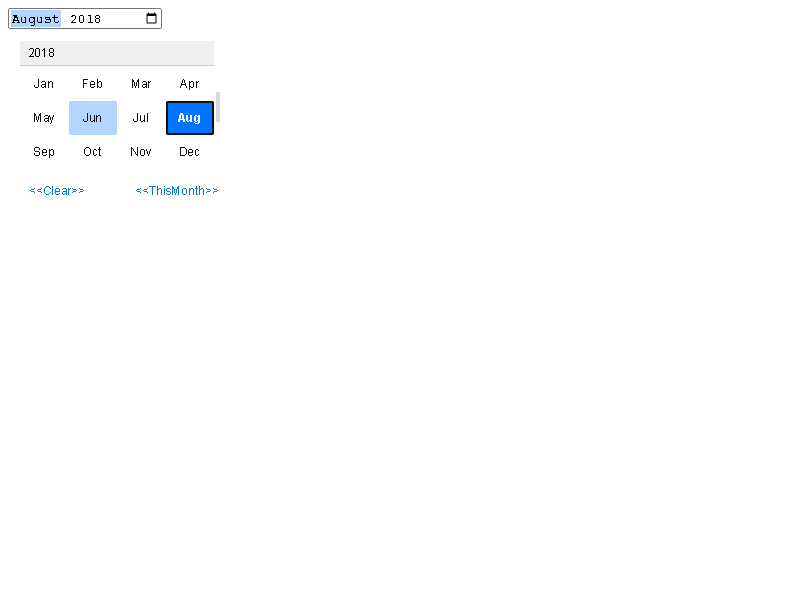 August 2018
2018
Jan Feb Mar Apr
May Jun Jul Aug
Sep Oct Nov Dec
<<Clear>> <<ThisMonth>>